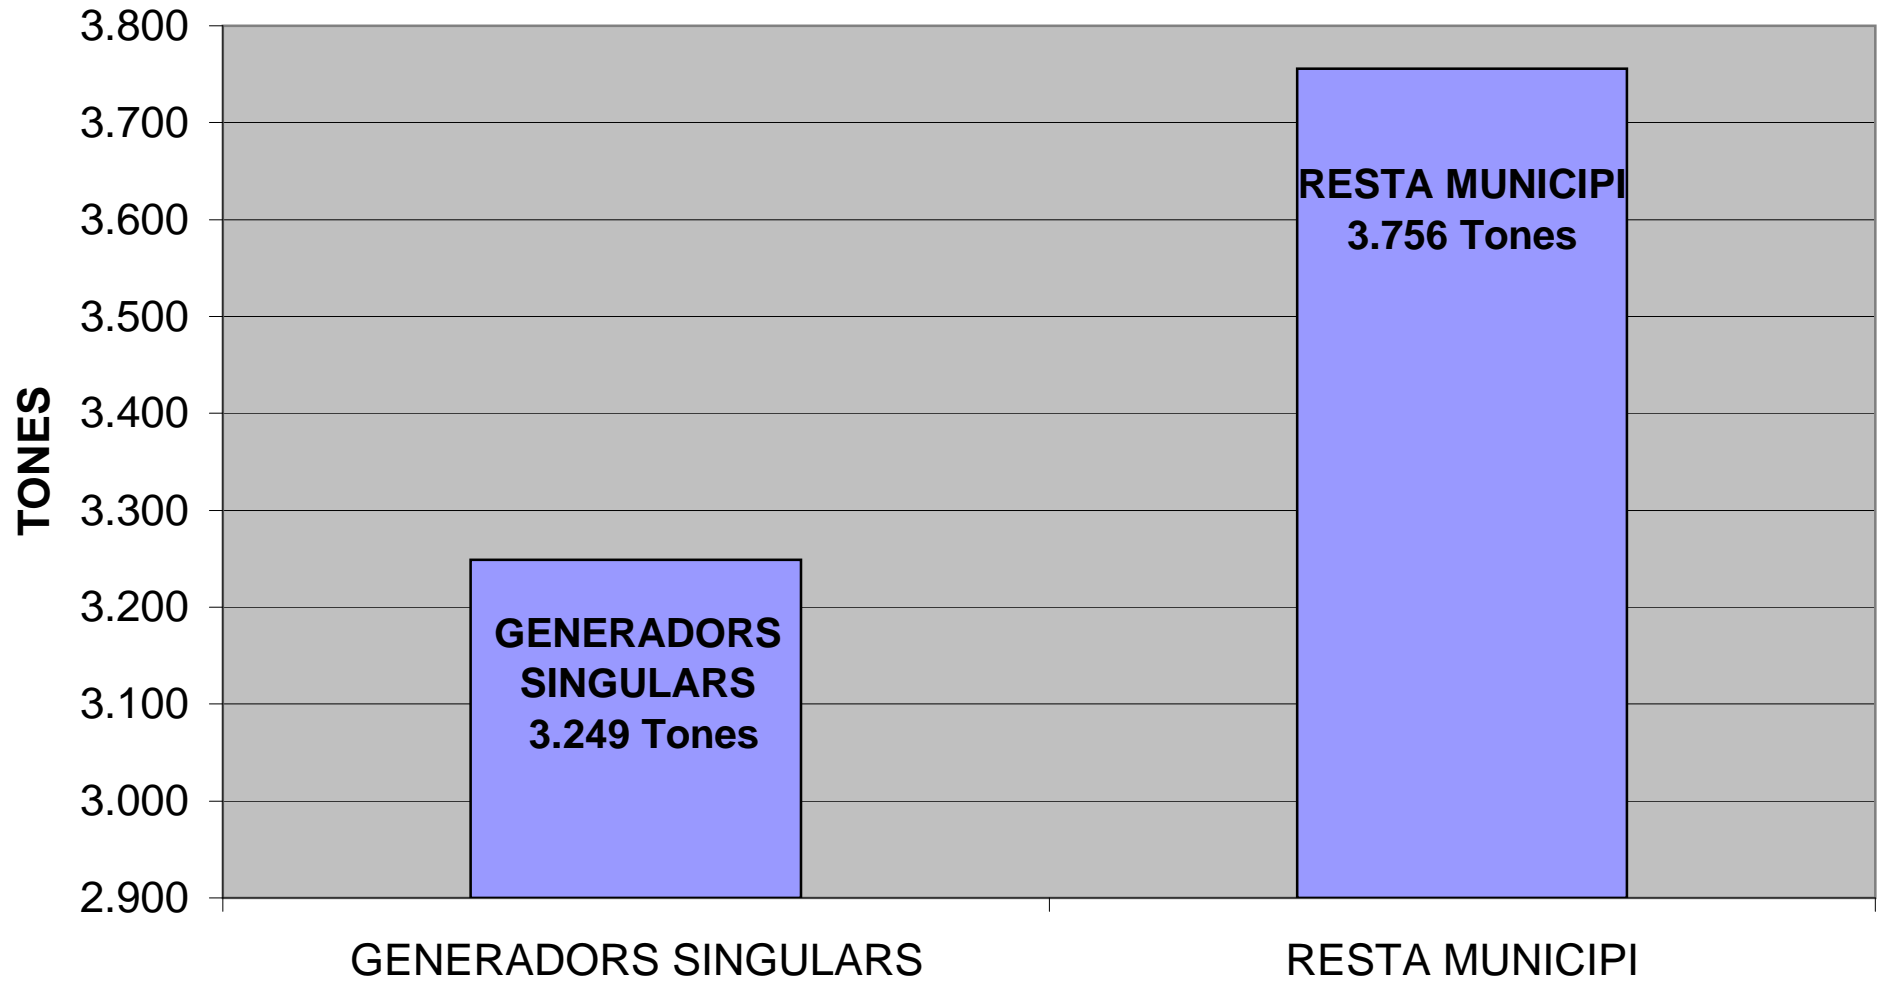 3.800
3.700
3.600
3.500
3.400
3.300
3.200
3.100
3.000
2.900
TONES
RESTA MUNICIPI
3.756 Tones
GENERADORS
SINGULARS
3.249 Tones
GENERADORS SINGULARS
RESTA MUNICIPI